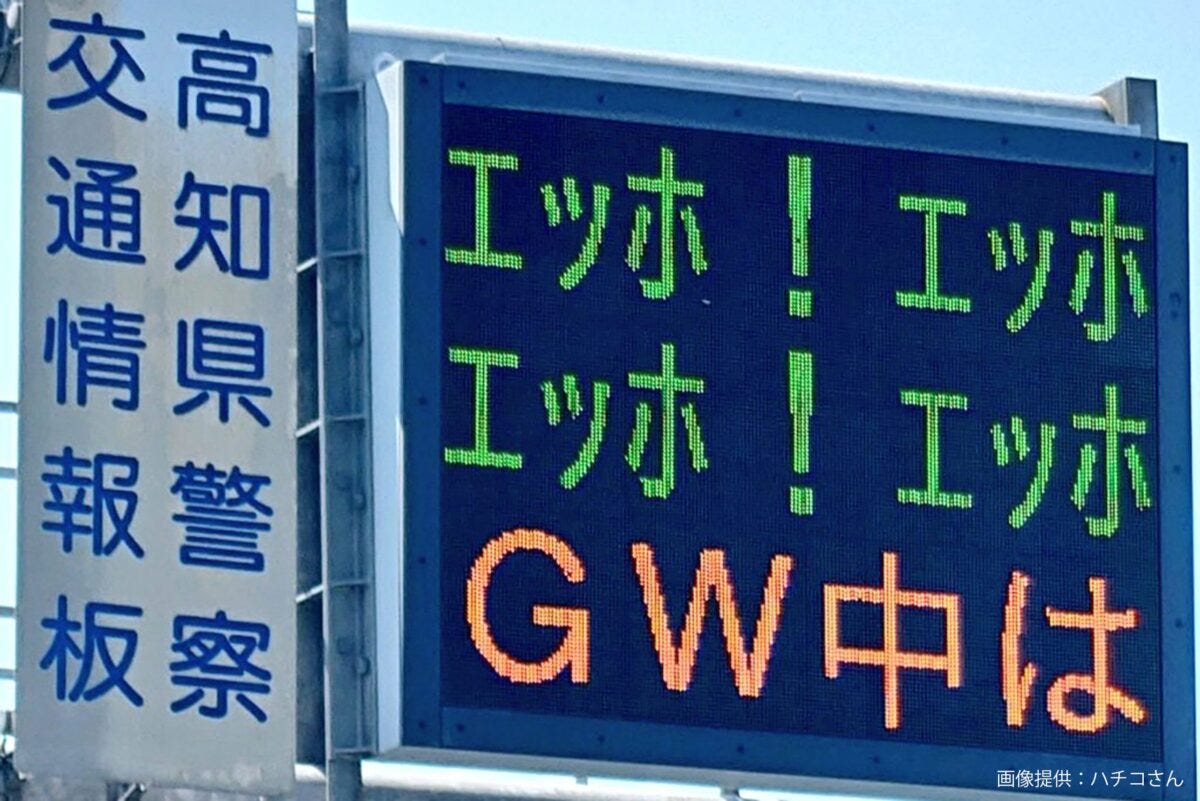 高知県警察
交通情報板
エッホ！エッホ
エッホ！エッホ
GW中は
画像提供：ハチコさん